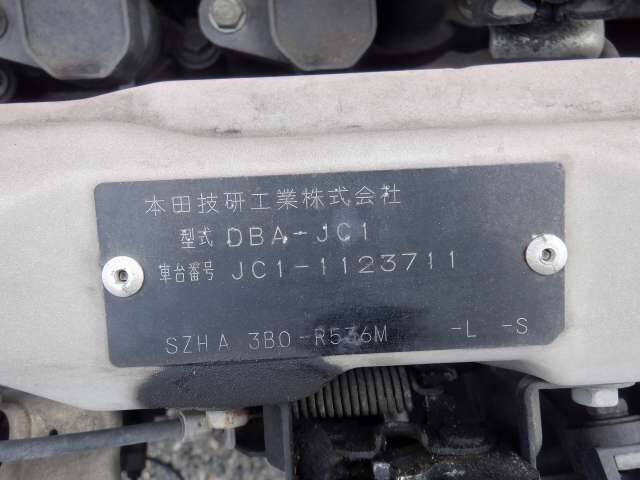 本田技研工業株式会社
型式 DBA-JC1
車台番号 JC1-1123711
SZHA 3B0-R536M -L -S